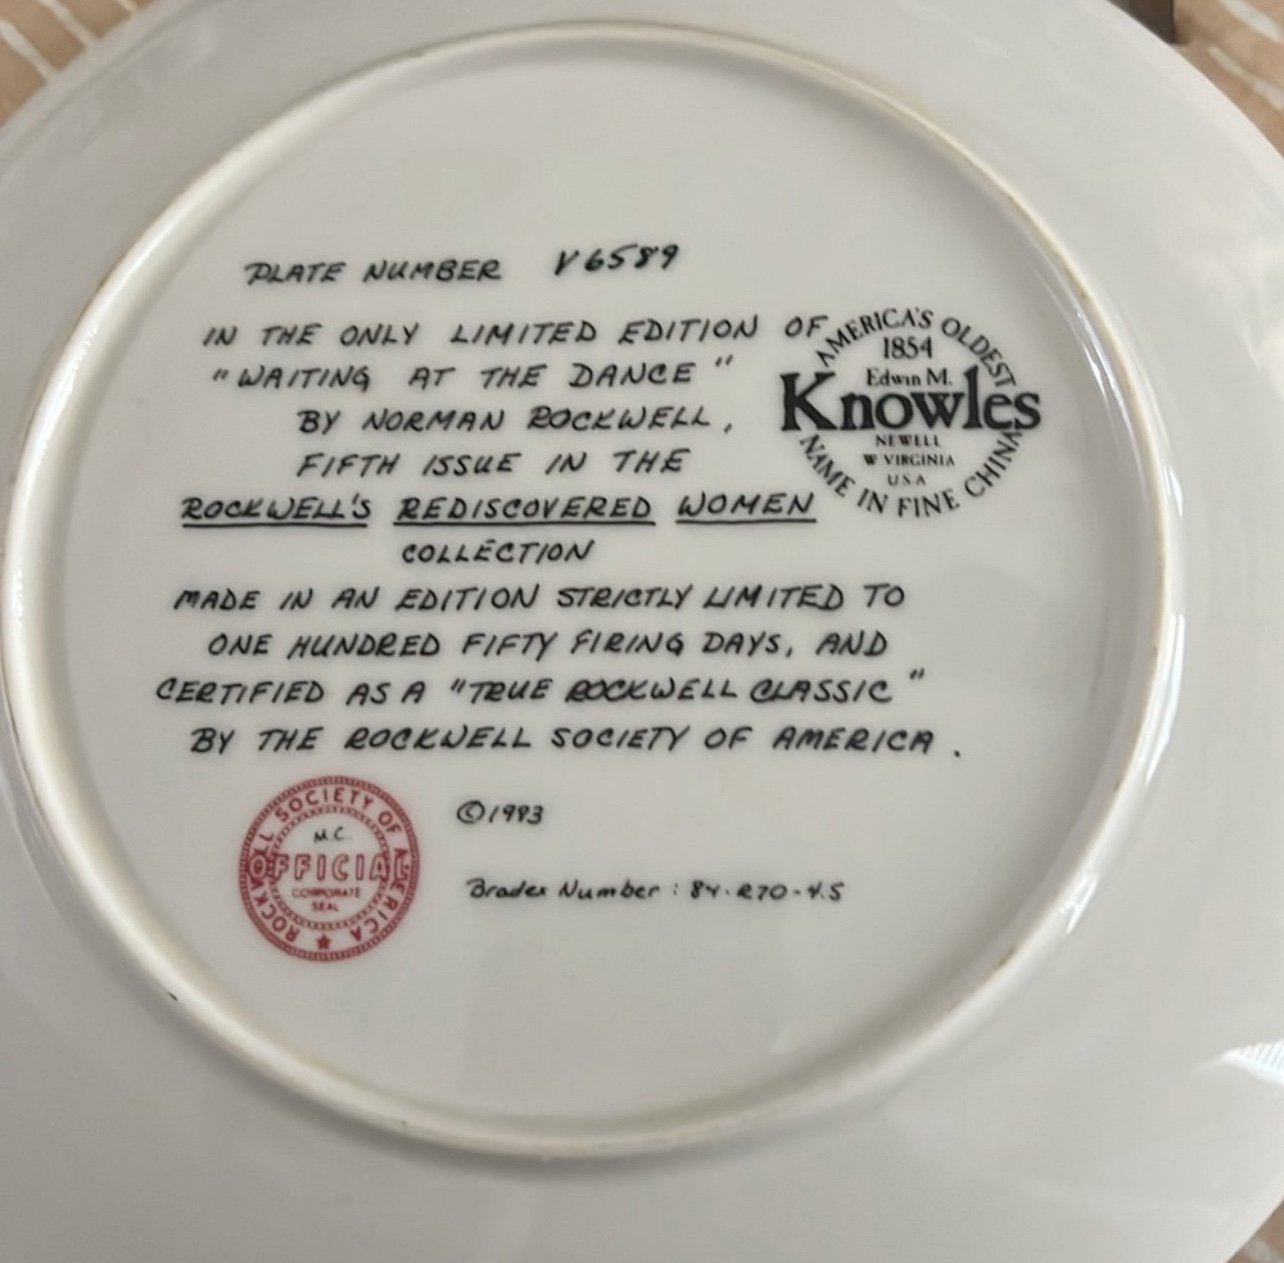 PLATE NUMBER V6589
IN THE ONLY LIMITED EDITION OF
"WAITING AT THE DANCE"
BY NORMAN ROCKWELL,
FIFTH ISSUE IN THE
ROCKWELL'S REDISCOVERED WOMEN
COLLECTION
MADE IN AN EDITION STRICTLY LIMITED TO
ONE HUNDRED FIFTY FIRING DAYS, AND
CERTIFIED AS A "TRUE ROCKWELL CLASSIC"
BY THE ROCKWELL SOCIETY OF AMERICA.
AMERICA'S OLDEST
1854
Edwin M.
Knowles
NEWELL
W VIRGINIA
USA
NAME IN FINE CHINA
ROCKWELL SOCIETY OF AMERICA
M.C.
OFFICIAL
CORPORATE
SEAL
©1983
Bradex Number: 84-R70-4.5